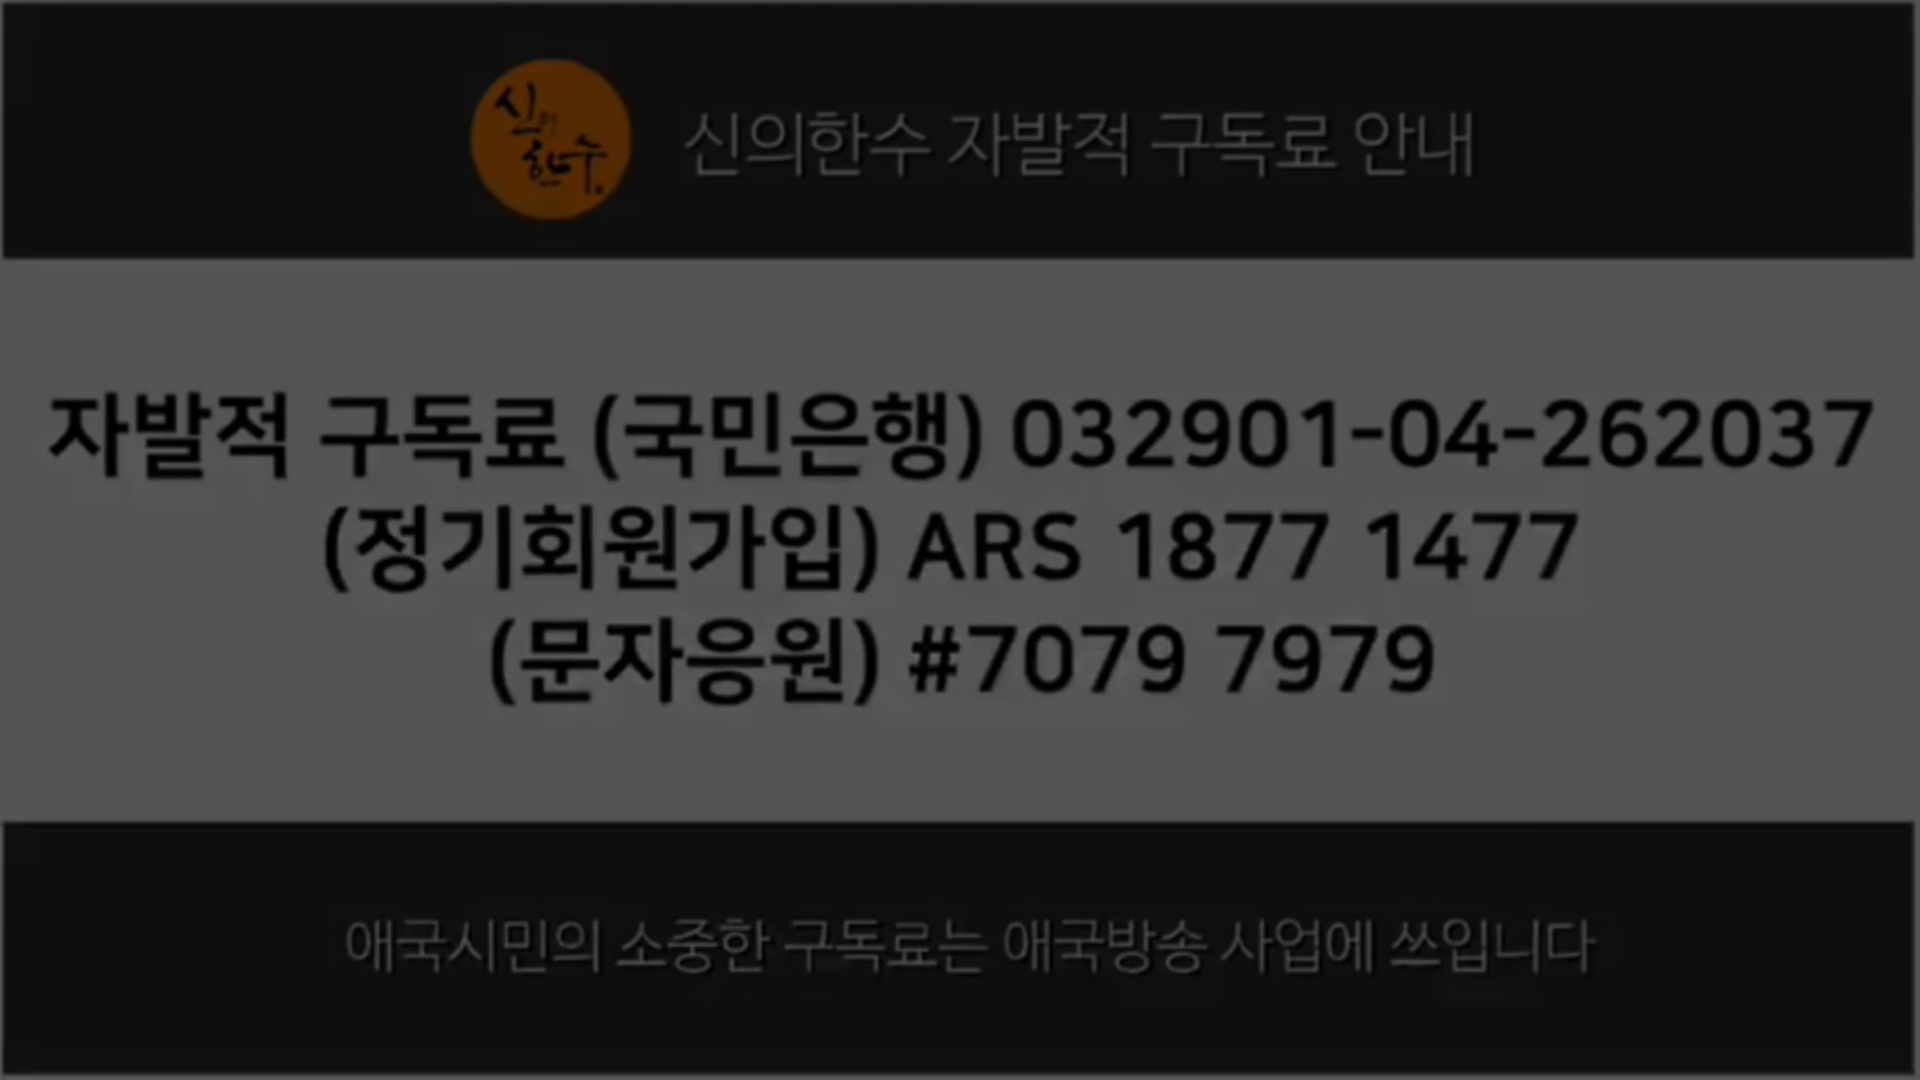 신의한수
신의한수 자발적 구독료 안내
자발적 구독료 (국민은행) 032901-04-262037
(정기회원가입) ARS 1877 1477
(문자응원) #7079 7979
애국시민의 소중한 구독료는 애국방송 사업에 쓰입니다